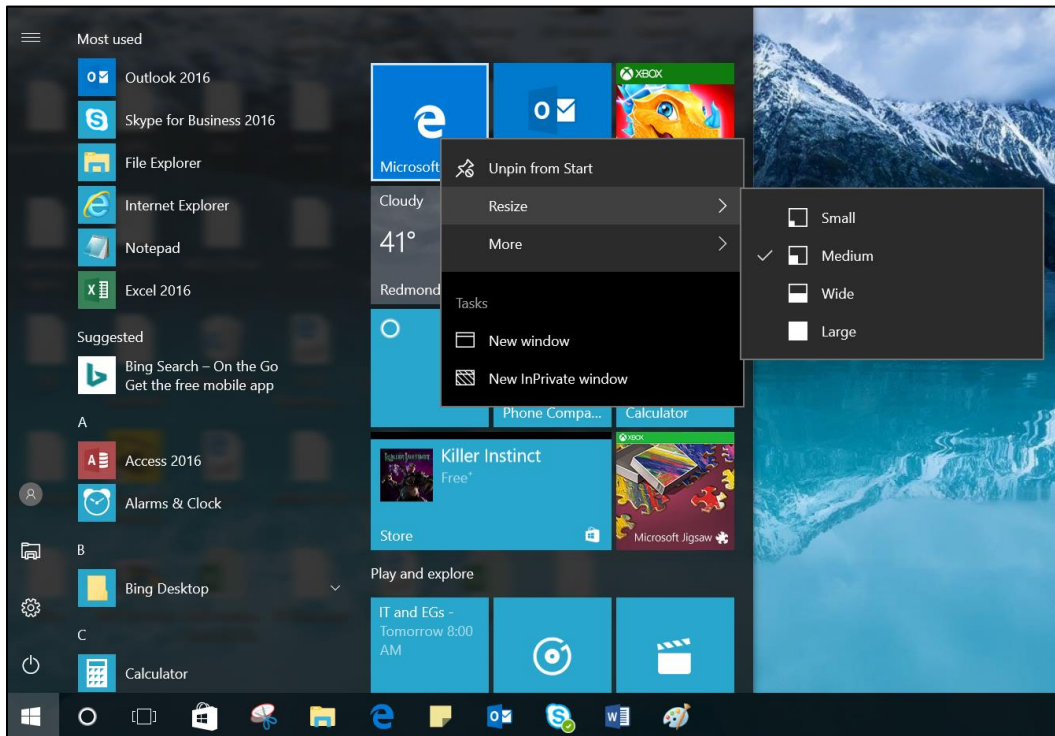 Most used
Outlook 2016
Skype for Business 2016
File Explorer
Internet Explorer
Notepad
Excel 2016
Suggested
Bing Search – On the Go
Get the free mobile app
A
Access 2016
Alarms & Clock
B
Bing Desktop
C
Calculator
XBOX
Microsoft
Cloudy
41°
Redmond
Unpin from Start
Resize
More
Tasks
New window
New InPrivate window
Small
Medium
Wide
Large
Phone Compa...
Calculator
Killer Instinct
Free+
Store
XBOX
Microsoft Jigsaw
Play and explore
IT and EGs -
Tomorrow 8:00
AM